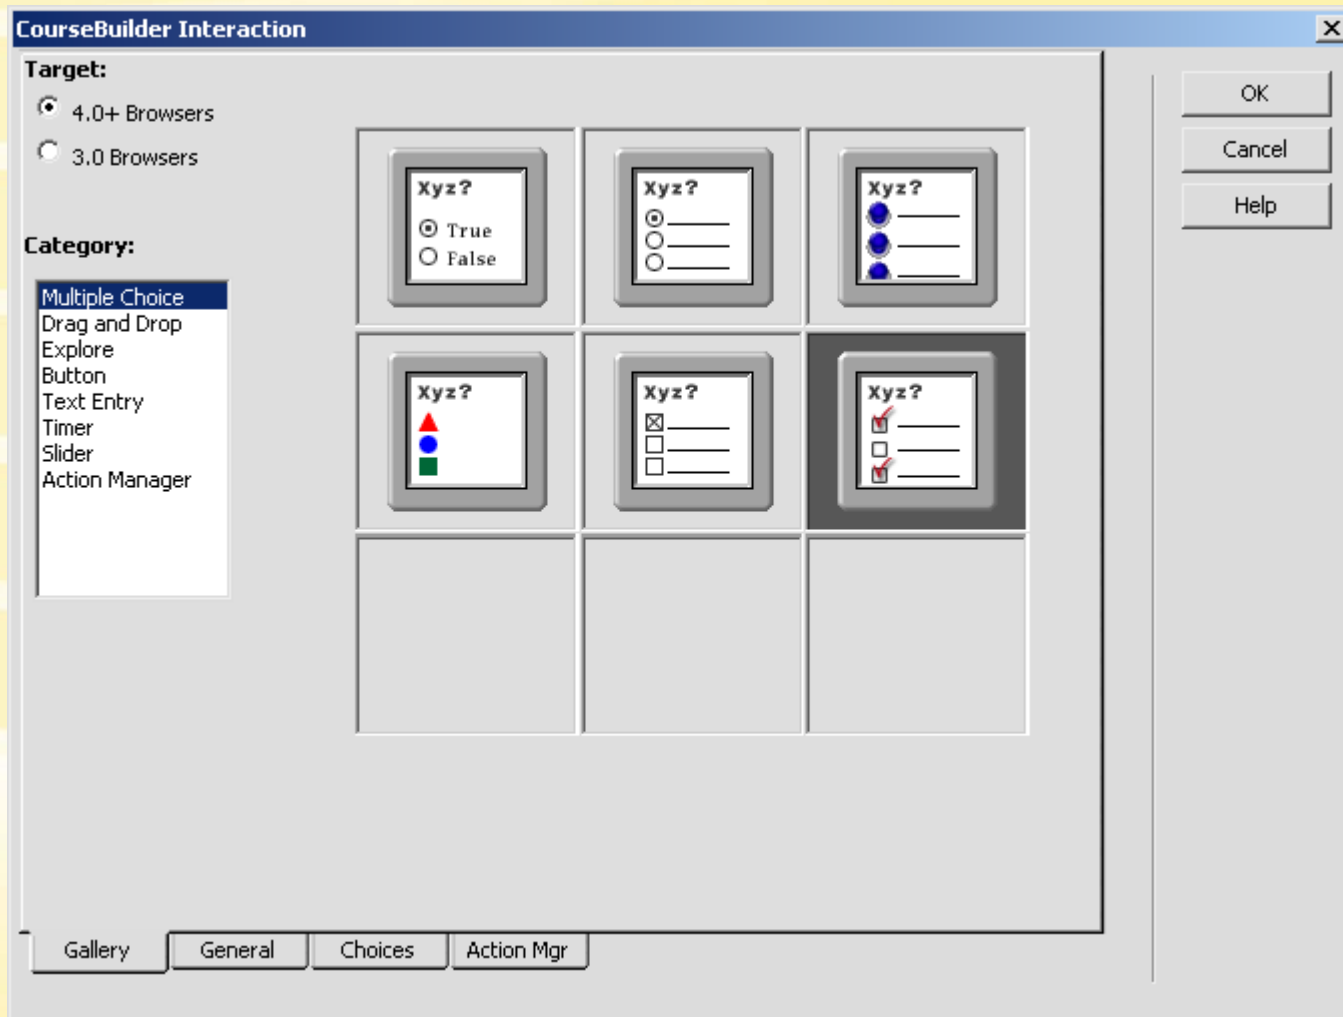 CourseBuilder Interaction
Target:
4.0+ Browsers
3.0 Browsers
Category:
Multiple Choice
Drag and Drop
Explore
Button
Text Entry
Timer
Slider
Action Manager
Xyz?
True
False
Xyz?
Xyz?
Xyz?
Xyz?
Xyz?
OK
Cancel
Help
Gallery
General
Choices
Action Mgr